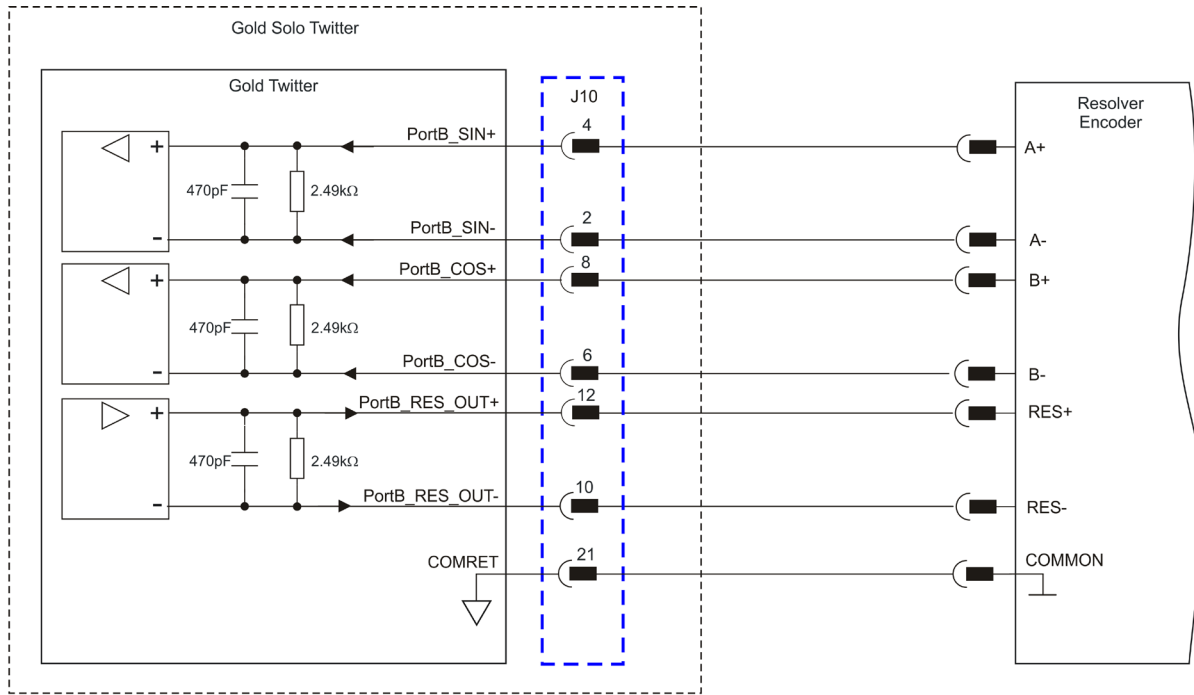 Gold Solo Twitter
Gold Twitter
J10
Resolver
Encoder
+
PortB_SIN+
4
A+
470pF
2.49kΩ
-
PortB_SIN-
2
A-
+
PortB_COS+
8
B+
470pF
2.49kΩ
-
PortB_COS-
6
B-
+
PortB_RES_OUT+
12
RES+
470pF
2.49kΩ
-
PortB_RES_OUT-
10
RES-
COMRET
21
COMMON